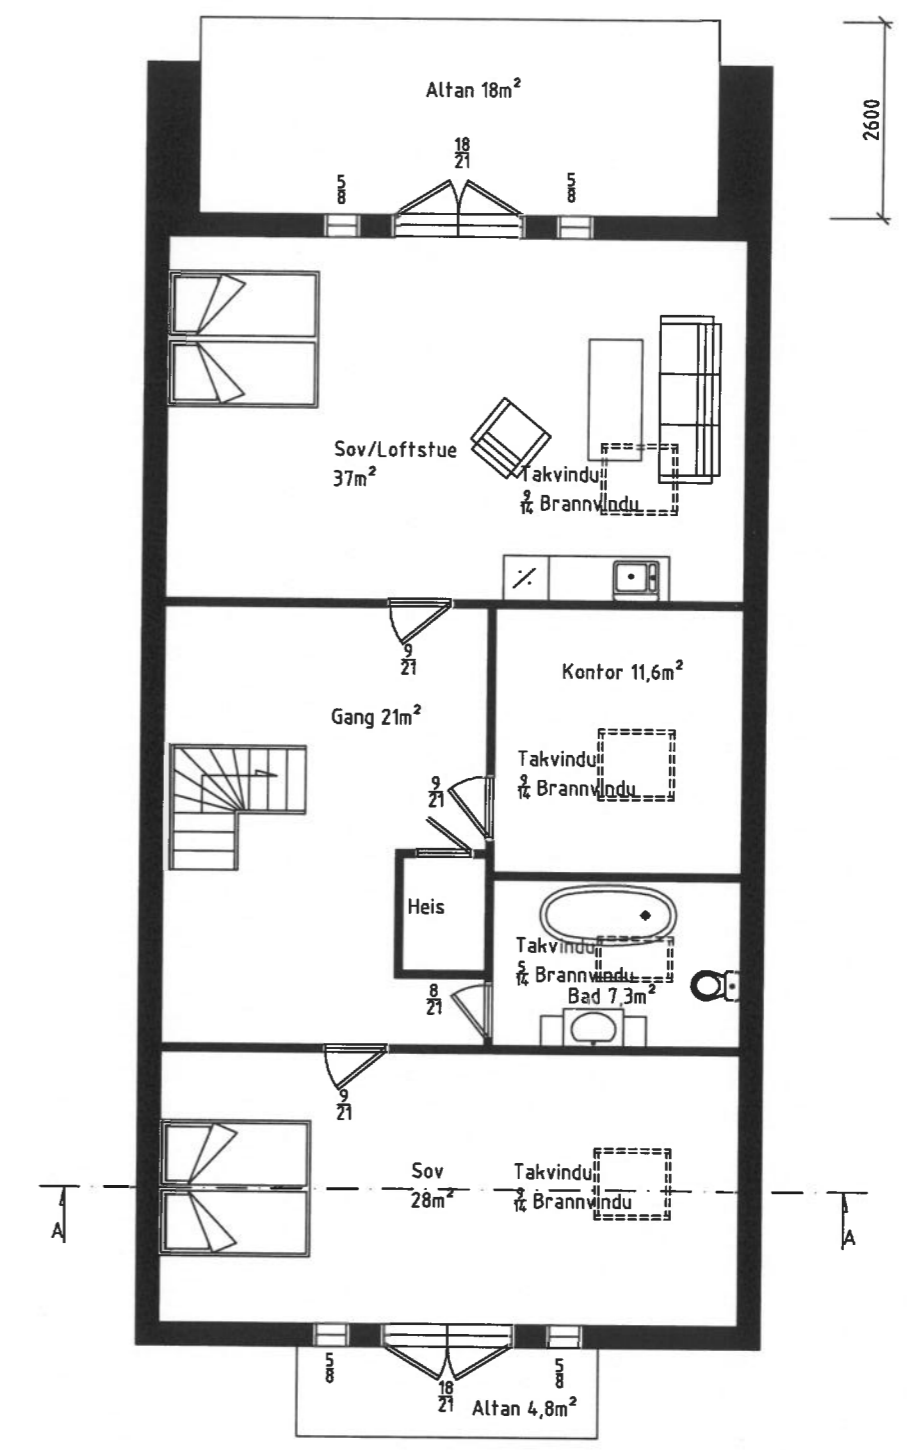 Altan 18m²
2600
18
21
5
8
5
8
Sov/Loftstue
37m²
Takvindu
9
14 Brannvindu
9
21
Kontor 11,6m²
Gang 21m²
Takvindu
9
14 Brannvindu
9
21
Heis
Takvindu
5
14 Brannvindu
Bad 7,3m²
8
21
9
21
Sov
28m²
Takvindu
9
14 Brannvindu
A
A
5
8
5
8
18
21
Altan 4,8m²